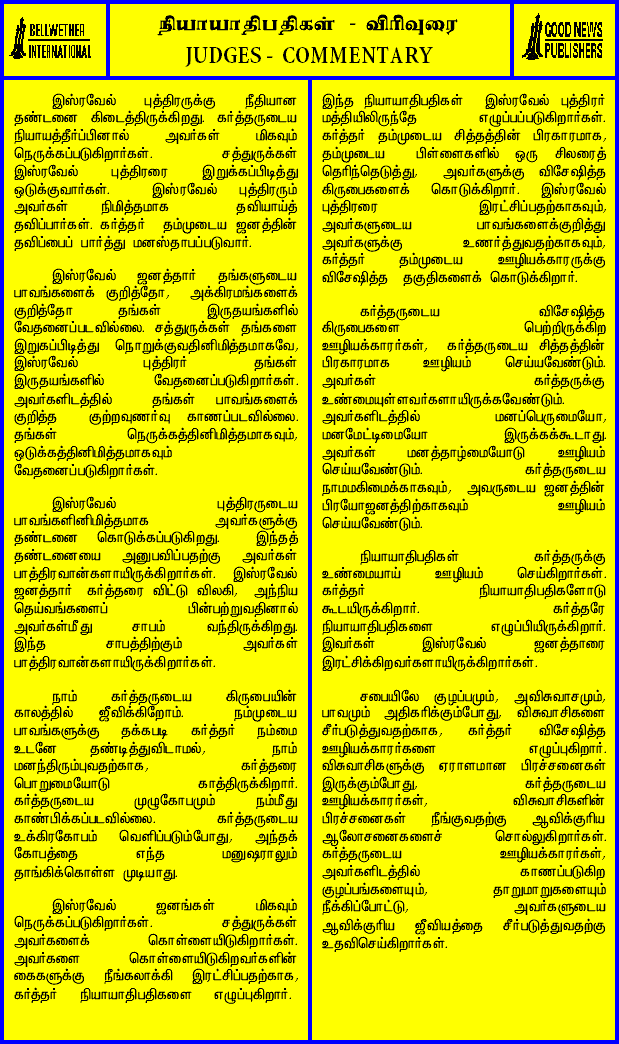 BELLWETHER
INTERNATIONAL
நியாயாதிபதிகள் - விரிவுரை
JUDGES - COMMENTARY
GOOD NEWS
PUBLISHERS
இஸ்ரவேல் புத்திரருக்கு நீதியான
தண்டனை கிடைத்திருக்கிறது. கர்த்தருடைய
நியாயத்தீர்ப்பினால் அவர்கள் மிகவும்
நெருக்கப்படுகிறார்கள். சத்துருக்கள்
இஸ்ரவேல் புத்திரரை இறுக்கப்பிடித்து
ஒடுக்குவார்கள். இஸ்ரவேல் புத்திரரும்
அவர்கள் நிமித்தமாக தவியாய்த்
தவிப்பார்கள். கர்த்தர் தம்முடைய ஜனத்தின்
தவிப்பைப் பார்த்து மனஸ்தாபப்படுவார்.
இஸ்ரவேல் ஜனத்தார் தங்களுடைய
பாவங்களைக் குறித்தோ, அக்கிரமங்களைக்
குறித்தோ தங்கள் இருதயங்களில்
வேதனைப்படவில்லை. சத்துருக்கள் தங்களை
இறுகப்பிடித்து நொறுக்குவதினிமித்தமாகவே,
இஸ்ரவேல் புத்திரர் தங்கள்
இருதயங்களில் வேதனைப்படுகிறார்கள்.
அவர்களிடத்தில் தங்கள் பாவங்களைக்
குறித்த குற்றவுணர்வு காணப்படவில்லை.
தங்கள் நெருக்கத்தினிமித்தமாகவும்,
ஒடுக்கத்தினிமித்தமாகவும்
வேதனைப்படுகிறார்கள்.
இஸ்ரவேல் புத்திரருடைய
பாவங்களினிமித்தமாக அவர்களுக்கு
தண்டனை கொடுக்கப்படுகிறது. இந்தத்
தண்டனையை அனுபவிப்பதற்கு அவர்கள்
பாத்திரவான்களாயிருக்கிறார்கள். இஸ்ரவேல்
ஜனத்தார் கர்த்தரை விட்டு விலகி, அந்நிய
தெய்வங்களைப் பின்பற்றுவதினால்
அவர்கள்மீது சாபம் வந்திருக்கிறது.
இந்த சாபத்திற்கும் அவர்கள்
பாத்திரவான்களாயிருக்கிறார்கள்.
நாம் கர்த்தருடைய கிருபையின்
காலத்தில் ஜீவிக்கிறோம். நம்முடைய
பாவங்களுக்கு தக்கபடி கர்த்தர் நம்மை
உடனே தண்டித்துவிடாமல், நாம்
மனந்திரும்புவதற்காக, கர்த்தரை
பொறுமையோடு காத்திருக்கிறார்.
கர்த்தருடைய முழுகோபமும் நம்மீது
காண்பிக்கப்படவில்லை. கர்த்தருடைய
உக்கிரகோபம் வெளிப்படும்போது, அந்தக்
கோபத்தை எந்த மனுஷராலும்
தாங்கிக்கொள்ள முடியாது.
இஸ்ரவேல் ஜனங்கள் மிகவும்
நெருக்கப்படுகிறார்கள். சத்துருக்கள்
அவர்களைக் கொள்ளையிடுகிறார்கள்.
அவர்களை கொள்ளையிடுகிறவர்களின்
கைகளுக்கு நீங்கலாக்கி இரட்சிப்பதற்காக,
கர்த்தர் நியாயாதிபதிகளை எழுப்புகிறார்.
இந்த நியாயாதிபதிகள் இஸ்ரவேல் புத்திரர்
மத்தியிலிருந்தே எழுப்பப்படுகிறார்கள்.
கர்த்தர் தம்முடைய சித்தத்தின் பிரகாரமாக,
தம்முடைய பிள்ளைகளில் ஒரு சிலரைத்
தெரிந்தெடுத்து, அவர்களுக்கு விசேஷித்த
கிருபைகளைக் கொடுக்கிறார். இஸ்ரவேல்
புத்திரரை இரட்சிப்பதற்காகவும்,
அவர்களுடைய பாவங்களைக்குறித்து
அவர்களுக்கு உணர்த்துவதற்காகவும்,
கர்த்தர் தம்முடைய ஊழியக்காரருக்கு
விசேஷித்த தகுதிகளைக் கொடுக்கிறார்.
கர்த்தருடைய விசேஷித்த
கிருபைகளை பெற்றிருக்கிற
ஊழியக்காரர்கள், கர்த்தருடைய சித்தத்தின்
பிரகாரமாக ஊழியம் செய்யவேண்டும்.
அவர்கள் கர்த்தருக்கு
உண்மையுள்ளவர்களாயிருக்கவேண்டும்.
அவர்களிடத்தில் மனப்பெருமையோ,
மனமேட்டிமையோ இருக்கக்கூடாது.
அவர்கள் மனத்தாழ்மையோடு ஊழியம்
செய்யவேண்டும். கர்த்தருடைய
நாமமகிமைக்காகவும், அவருடைய ஜனத்தின்
பிரயோஜனத்திற்காகவும் ஊழியம்
செய்யவேண்டும்.
நியாயாதிபதிகள் கர்த்தருக்கு
உண்மையாய் ஊழியம் செய்கிறார்கள்.
கர்த்தர் நியாயாதிபதிகளோடு
கூடயிருக்கிறார். கர்த்தரே
நியாயாதிபதிகளை எழுப்பியிருக்கிறார்.
இவர்கள் இஸ்ரவேல் ஜனத்தாரை
இரட்சிக்கிறவர்களாயிருக்கிறார்கள்.
சபையிலே குழப்பமும், அவிசுவாசமும்,
பாவமும் அதிகரிக்கும்போது, விசுவாசிகளை
சீர்படுத்துவதற்காக, கர்த்தர் விசேஷித்த
ஊழியக்காரர்களை எழுப்புகிறார்.
விசுவாசிகளுக்கு ஏராளமான பிரச்சனைகள்
இருக்கும்போது, கர்த்தருடைய
ஊழியக்காரர்கள், விசுவாசிகளின்
பிரச்சனைகள் நீங்குவதற்கு ஆவிக்குரிய
ஆலோசனைகளைச் சொல்லுகிறார்கள்.
கர்த்தருடைய ஊழியக்காரர்கள்,
அவர்களிடத்தில் காணப்படுகிற
குழப்பங்களையும், தாறுமாறுகளையும்
நீக்கிப்போட்டு, அவர்களுடைய
ஆவிக்குரிய ஜீவியத்தை சீர்படுத்துவதற்கு
உதவிசெய்கிறார்கள்.